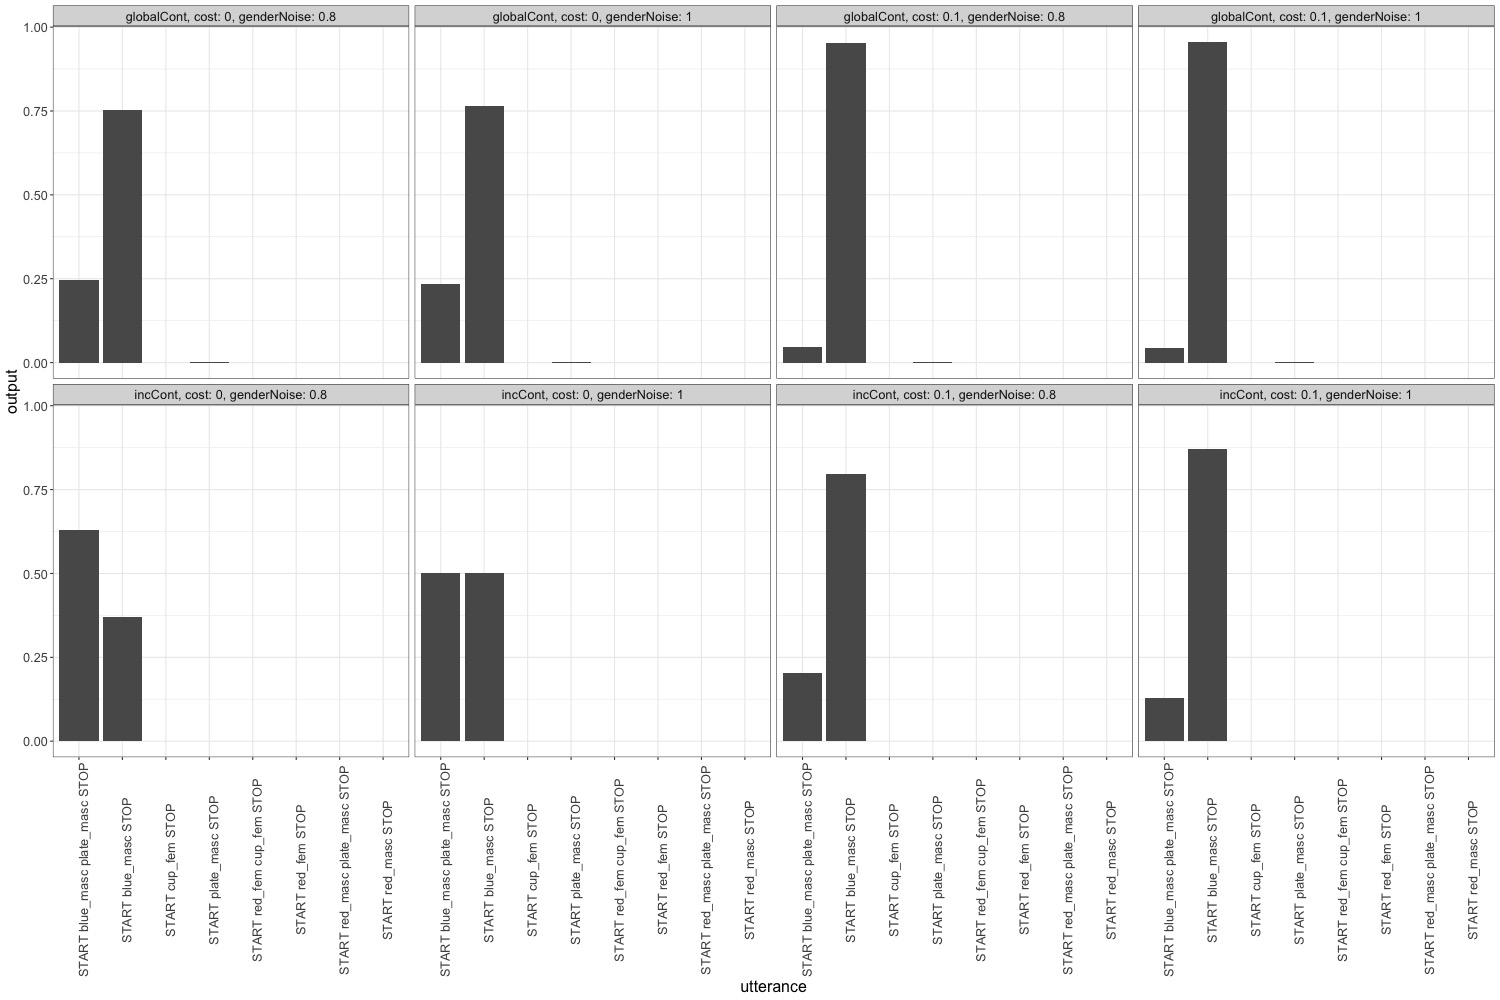 globalCont, cost: 0, genderNoise: 0.8
globalCont, cost: 0, genderNoise: 1
globalCont, cost: 0.1, genderNoise: 0.8
globalCont, cost: 0.1, genderNoise: 1
1.00
0.75
0.50
0.25
0.00
output
incCont, cost: 0, genderNoise: 0.8
incCont, cost: 0, genderNoise: 1
incCont, cost: 0.1, genderNoise: 0.8
incCont, cost: 0.1, genderNoise: 1
1.00
0.75
0.50
0.25
0.00
START blue_masc plate_masc STOP
START blue_masc STOP
START cup_fem STOP
START plate_masc STOP
START red_fem cup_fem STOP
START red_fem STOP
START red_masc plate_masc STOP
START red_masc STOP
START blue_masc plate_masc STOP
START blue_masc STOP
START cup_fem STOP
START plate_masc STOP
START red_fem cup_fem STOP
START red_fem STOP
START red_masc plate_masc STOP
START red_masc STOP
START blue_masc plate_masc STOP
START blue_masc STOP
START cup_fem STOP
START plate_masc STOP
START red_fem cup_fem STOP
START red_fem STOP
START red_masc plate_masc STOP
START red_masc STOP
START blue_masc plate_masc STOP
START blue_masc STOP
START cup_fem STOP
START plate_masc STOP
START red_fem cup_fem STOP
START red_fem STOP
START red_masc plate_masc STOP
START red_masc STOP
utterance